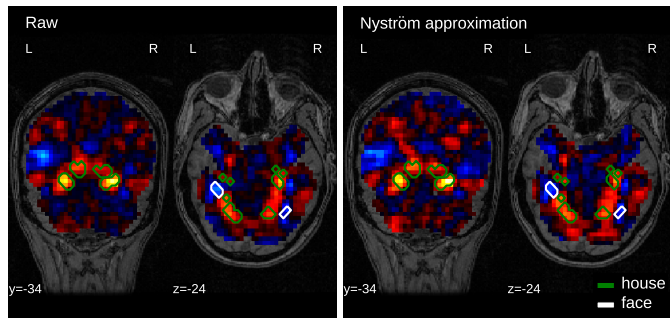 Raw
L R L R
y=-34 z=-24
Nyström approximation
L R L R
y=-34 z=-24
house
face